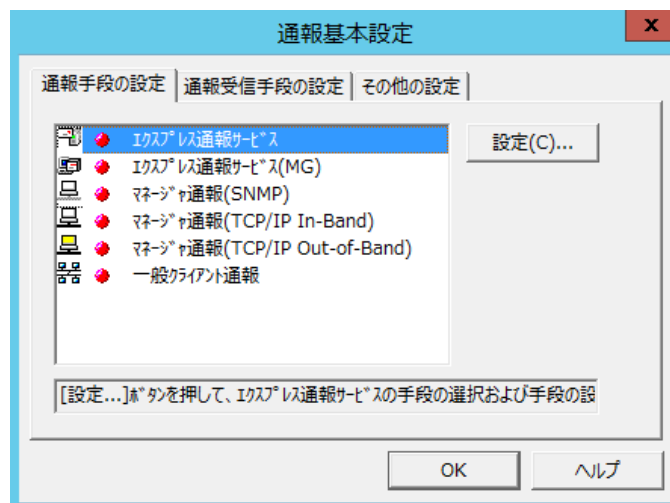 通報基本設定
x
通報手段の設定 通報受信手段の設定 その他の設定
ｴｸｽﾌﾟﾚｽ通報ｻｰﾋﾞｽ
設定(C)...
ｴｸｽﾌﾟﾚｽ通報ｻｰﾋﾞｽ(MG)
ﾏﾈｰｼﾞｬ通報(SNMP)
ﾏﾈｰｼﾞｬ通報(TCP/IP In-Band)
ﾏﾈｰｼﾞｬ通報(TCP/IP Out-of-Band)
一般ｸﾗｲｱﾝﾄ通報
[設定...]ﾎﾞﾀﾝを押して、ｴｸｽﾌﾟﾚｽ通報ｻｰﾋﾞｽの手段の選択および手段の設
OK ヘルプ